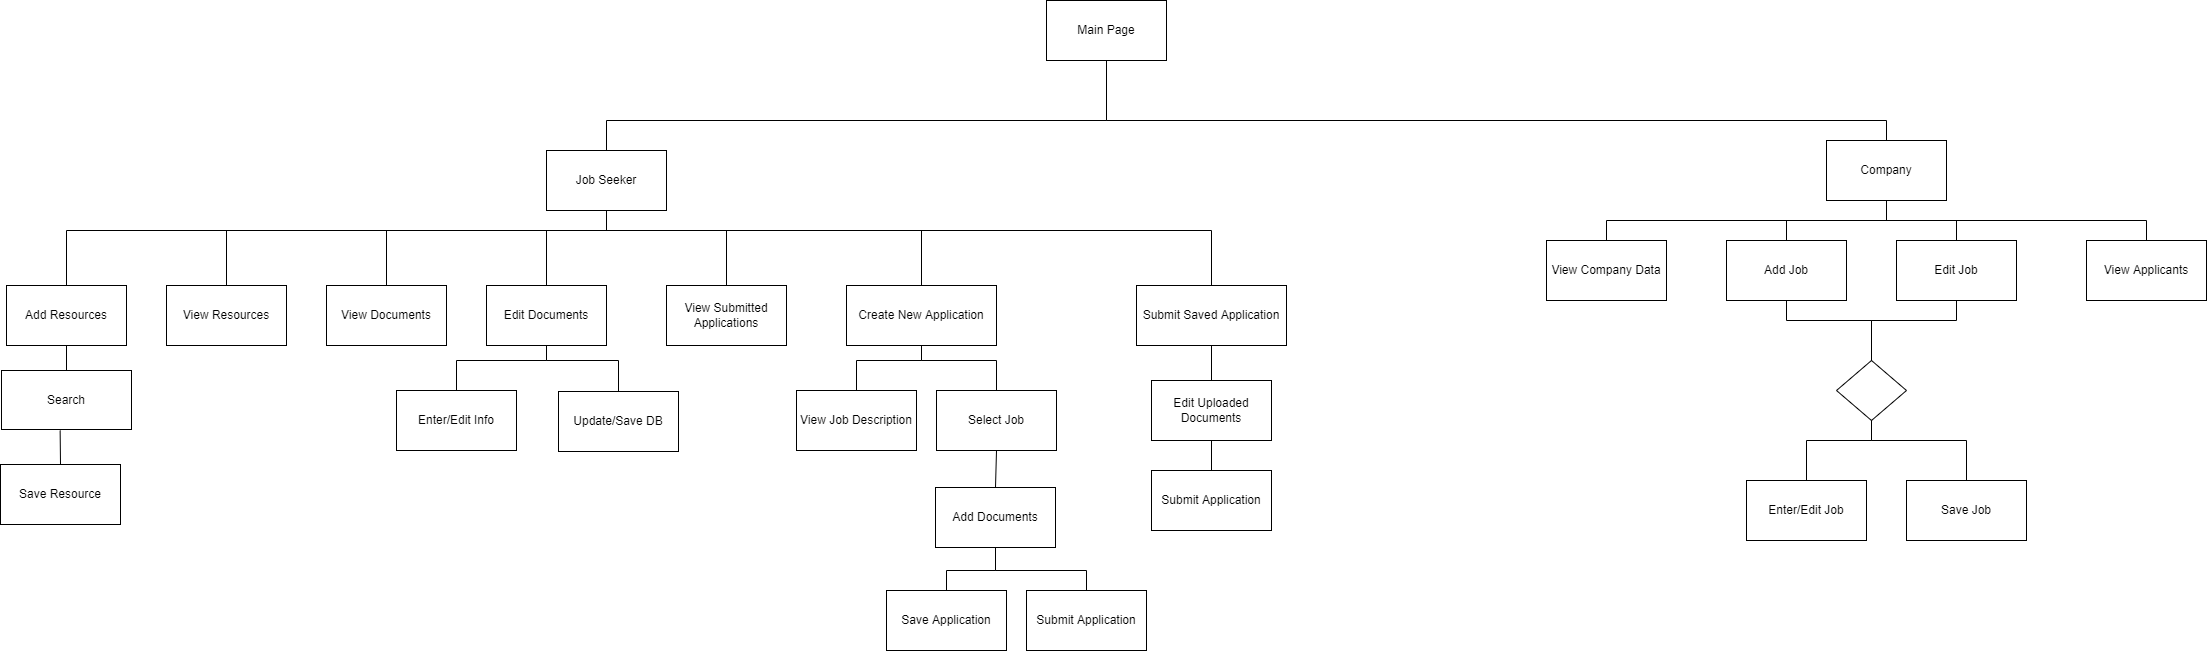 Main Page
Job Seeker
Company
View Company Data
Add Job
Edit Job
View Applicants
Add Resources
View Resources
View Documents
Edit Documents
View Submitted
Applications
Create New Application
Submit Saved Application
Search
Enter/Edit Info
Update/Save DB
View Job Description
Select Job
Edit Uploaded
Documents
Save Resource
Add Documents
Submit Application
Enter/Edit Job
Save Job
Save Application
Submit Application